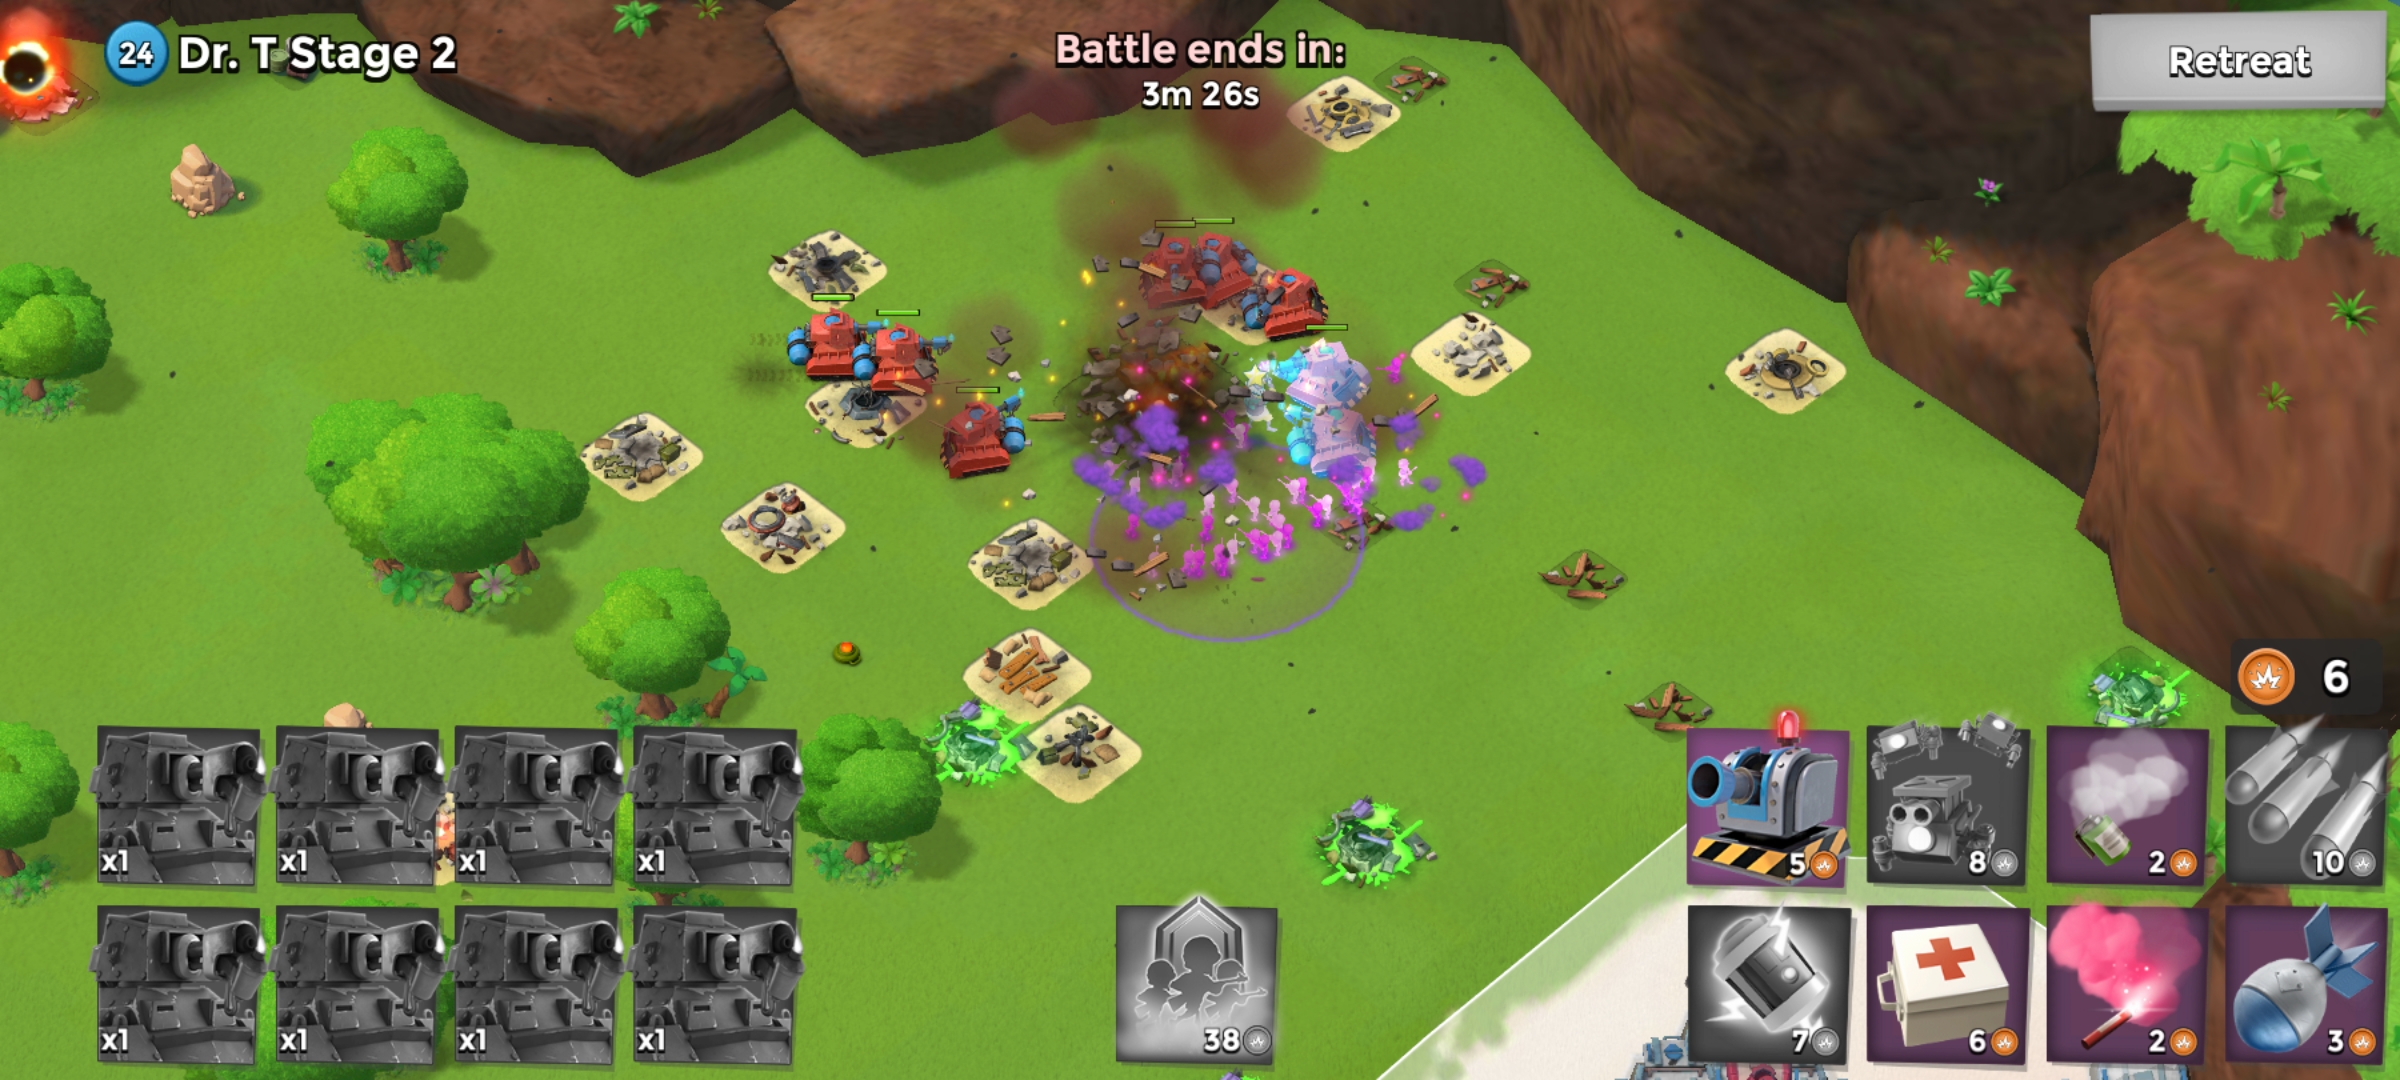 24 Dr. T Stage 2
Battle ends in:
3m 26s
Retreat
6
x1 x1 x1 x1
5 8 2 10
x1 x1 x1 x1
38
7 6 2 3